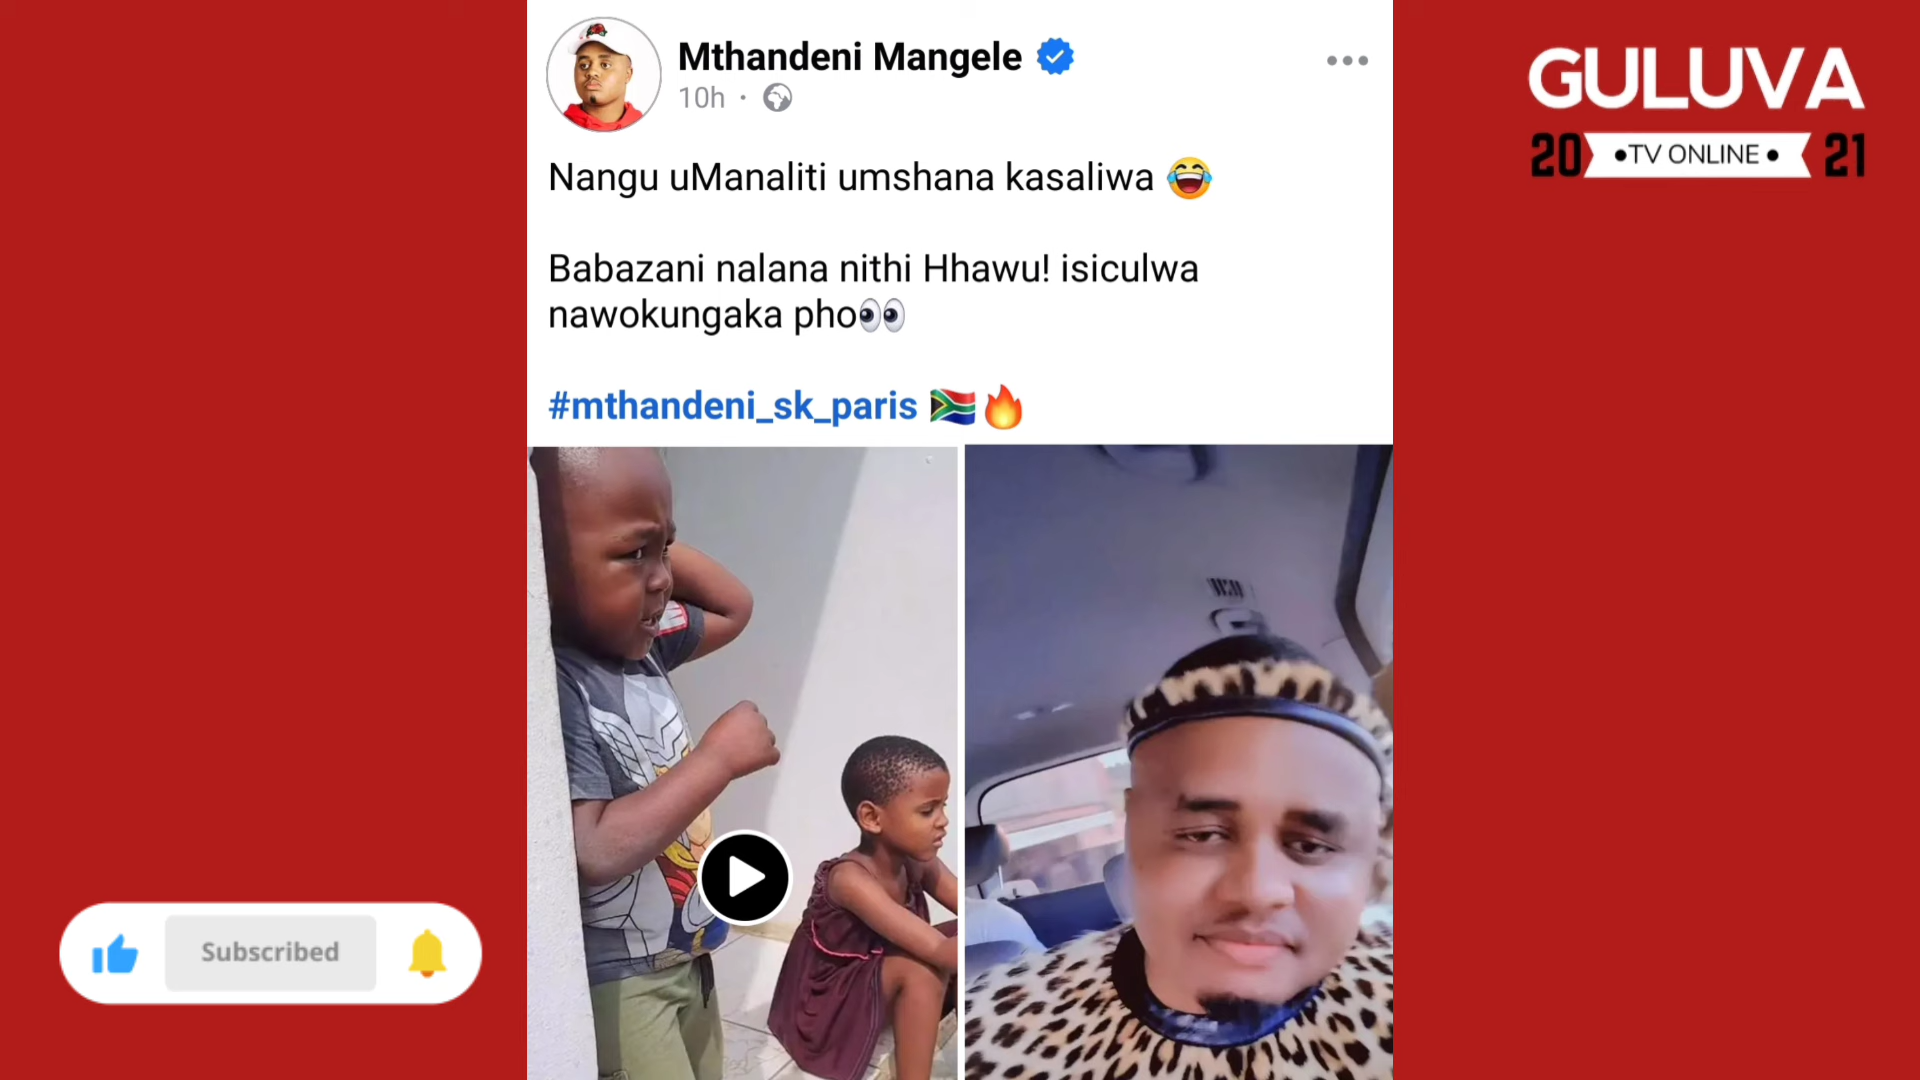 Mthandeni Mangele
10h ·
Nangu uManaliti umshana kasaliwa 😂
Babazani nalana nithi Hhawu! isiculwa
nawokungaka pho👀
#mthandeni_sk_paris 🇿🇦🔥
GULUVA
20 •TV ONLINE• 21
Subscribed